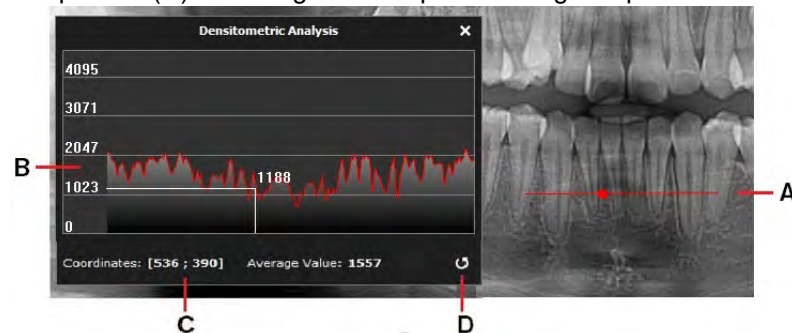 Densitometric Analysis
4095
3071
2047
1188
1023
0
Coordinates: [536 ; 390] Average Value: 1557
A
B
C
D